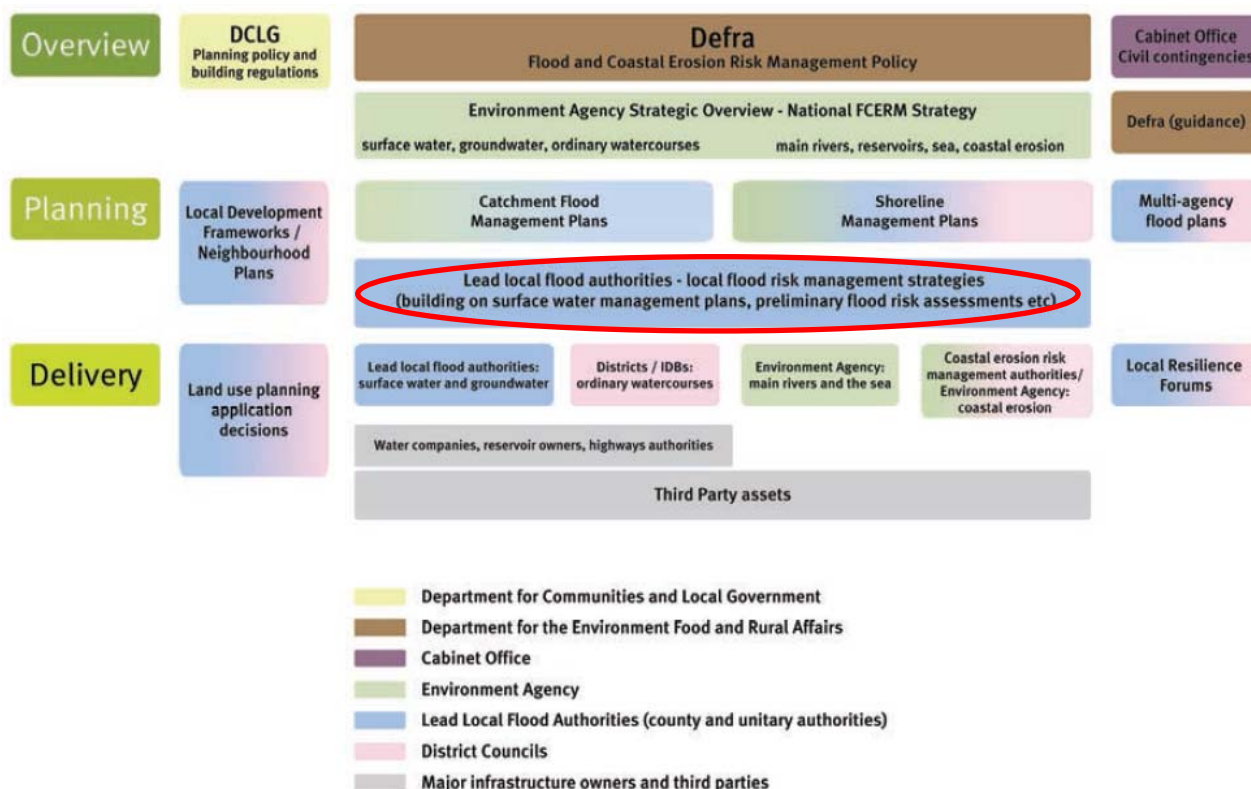 Overview
DCLG
Planning policy and
building regulations
Defra
Flood and Coastal Erosion Risk Management Policy
Cabinet Office
Civil contingencies
Environment Agency Strategic Overview - National FCERM Strategy
surface water, groundwater, ordinary watercourses
main rivers, reservoirs, sea, coastal erosion
Defra (guidance)
Planning
Local Development
Frameworks /
Neighbourhood
Plans
Catchment Flood
Management Plans
Shoreline
Management Plans
Multi-agency
flood plans
Lead local flood authorities - local flood risk management strategies
(building on surface water management plans, preliminary flood risk assessments etc)
Delivery
Land use planning
application
decisions
Lead local flood authorities:
surface water and groundwater
Districts / IDBs:
ordinary watercourses:
Environment Agency:
main rivers and the sea
Coastal erosion risk
management authorities/
Environment Agency:
coastal erosion
Local Resilience
Forums
Water companies, reservoir owners, highways authorities
Third Party assets
Department for Communities and Local Government
Department for the Environment Food and Rural Affairs
Cabinet Office
Environment Agency
Lead Local Flood Authorities (county and unitary authorities)
District Councils
Major infrastructure owners and third parties